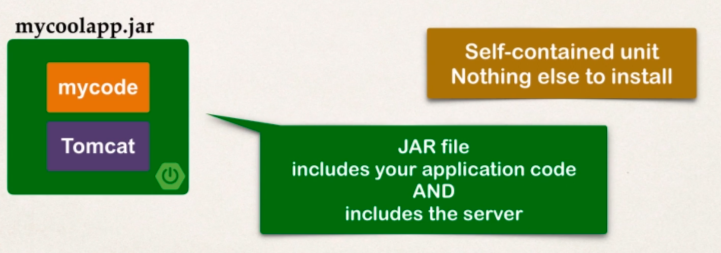 mycoolapp.jar
mycode
Tomcat
Self-contained unit
Nothing else to install
JAR file
includes your application code
AND
includes the server